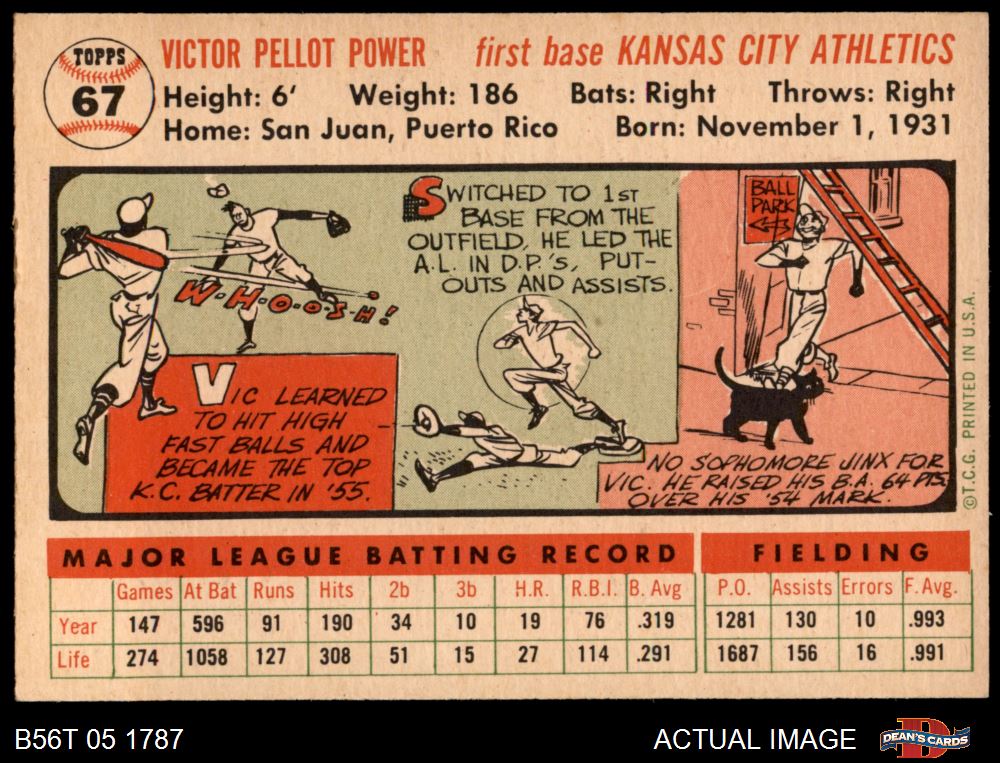 TOPPS
67
VICTOR PELLOT POWER first base KANSAS CITY ATHLETICS
Height: 6' Weight: 186 Bats: Right Throws: Right
Home: San Juan, Puerto Rico Born: November 1, 1931
W·H·O·O·S·H!
VIC LEARNED
TO HIT HIGH
FAST BALLS AND
BECAME THE TOP
K.C. BATTER IN '55.
SWITCHED TO 1ST
BASE FROM THE
OUTFIELD, HE LED THE
A.L. IN D.P.'S, PUT-
OUTS AND ASSISTS.
BALL
PARK
NO SOPHOMORE JINX FOR
VIC. HE RAISED HIS B.A. 64 PTS.
OVER HIS '54 MARK.
©T.C.G. PRINTED IN U.S.A.
MAJOR LEAGUE BATTING RECORD FIELDING
Games At Bat Runs Hits 2b 3b H.R. R.B.I. B. Avg P.O. Assists Errors F. Avg.
Year 147 596 91 190 34 10 19 76 .319 1281 130 10 .993
Life 274 1058 127 308 51 15 27 114 .291 1687 156 16 .991
B56T 05 1787 ACTUAL IMAGE
D
DEAN'S CARDS